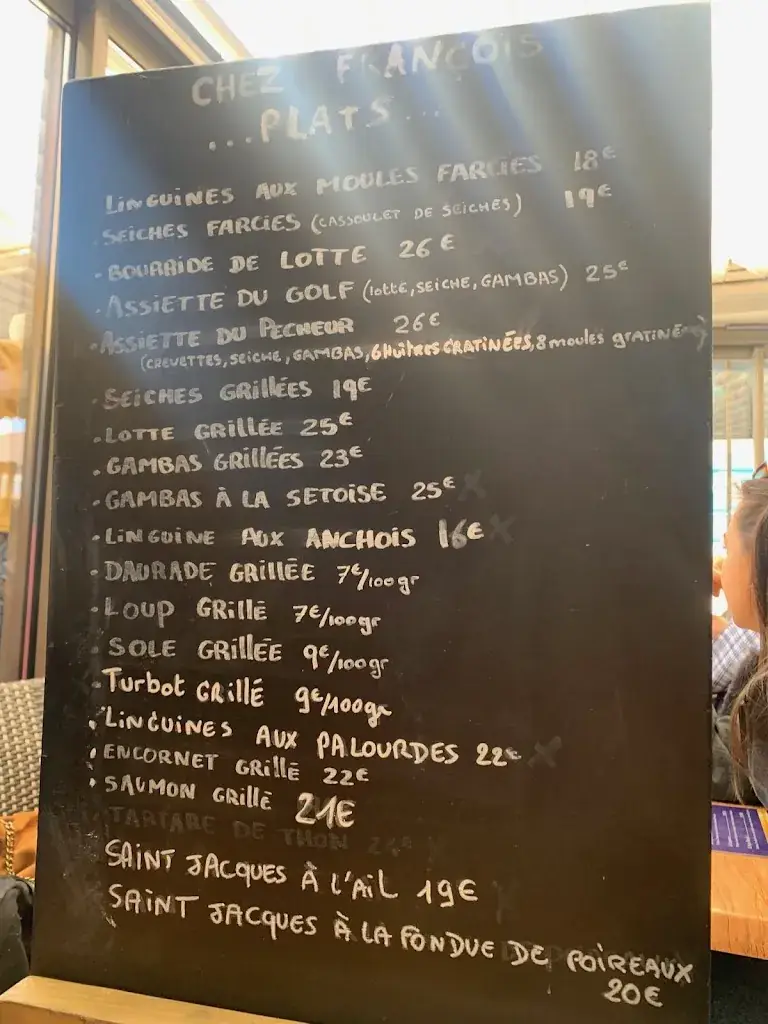 CHEZ FRANÇOIS
...PLATS...
LINGUINES AUX MOULES FARCIES 18€
. SEICHES FARCIES (CASSOULET DE SEICHES) 19€
. BOURRIDE DE LOTTE 26€
. ASSIETTE DU GOLF (lotte, SEICHE, GAMBAS) 25€
. ASSIETTE DU PECHEUR 26€
(CREVETTES, SEICHE, GAMBAS, 6 Huîtres GRATINÉES, 8 moules GRATINÉES)
. SEICHES GRILLÉES 19€
. LOTTE GRILLÉE 25€
. GAMBAS GRILLÉES 23€
. GAMBAS À LA SETOISE 25€
. LINGUINE AUX ANCHOIS 16€
. DAURADE GRILLÉE 7€/100gr
. LOUP GRILLÉ 7€/100gr
. SOLE GRILLÉE 9€/100gr
. Turbot GRILLÉ 9€/100gr
. LINGUINES AUX PALOURDES 22€
. ENCORNET GRILLÉ 22€
. SAUMON GRILLÉ 21€
. TARTARE DE THON
SAINT JACQUES À L'AIL 19€
SAINT JACQUES À LA FONDUE DE POIREAUX
20€